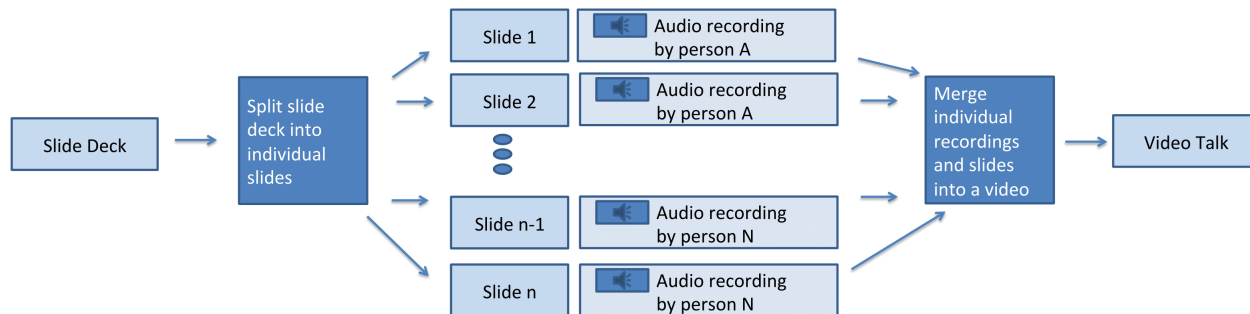 Slide Deck
Split slide
deck into
individual
slides
Slide 1
Audio recording
by person A
Slide 2
Audio recording
by person A
Slide n-1
Audio recording
by person N
Slide n
Audio recording
by person N
Merge
individual
recordings
and slides
into a video
Video Talk